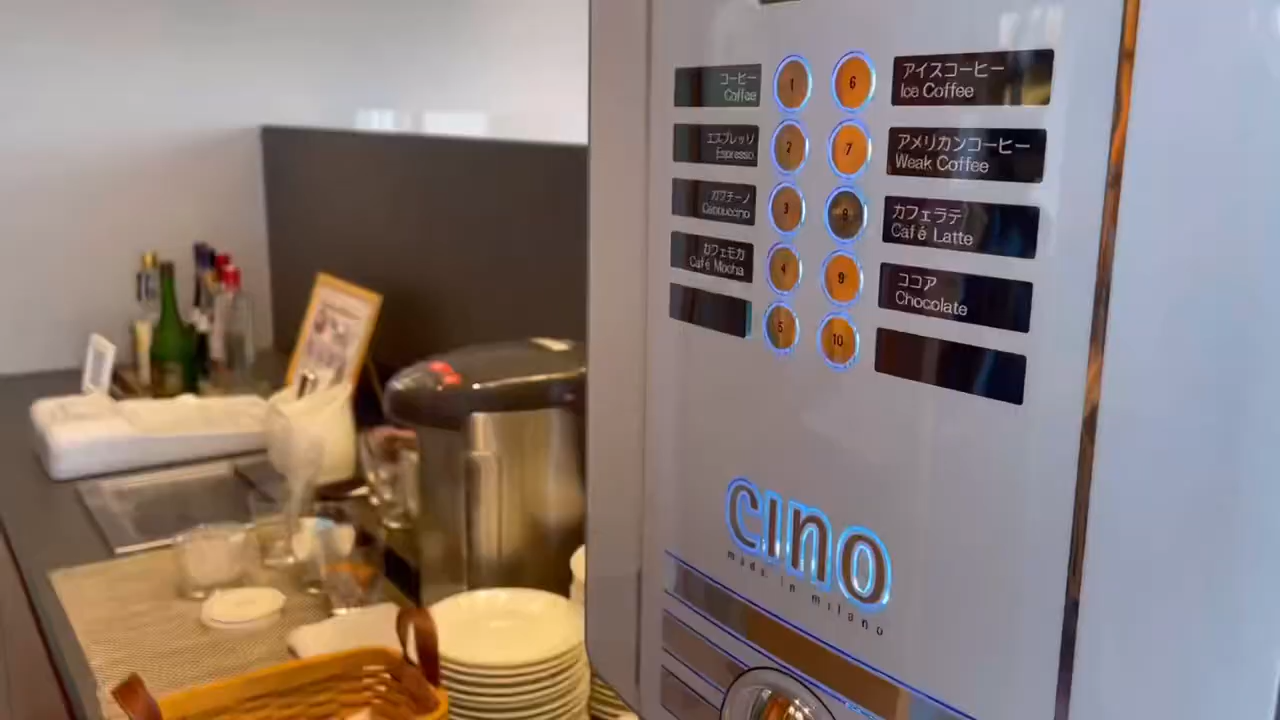 コーヒー
Coffee
1
6
アイスコーヒー
Ice Coffee
エスプレッソ
Espresso
2
7
アメリカンコーヒー
Weak Coffee
カプチーノ
Cappuccino
3
8
カフェラテ
Café Latte
カフェモカ
Café Mocha
4
9
ココア
Chocolate
5
10
cino
made in milano